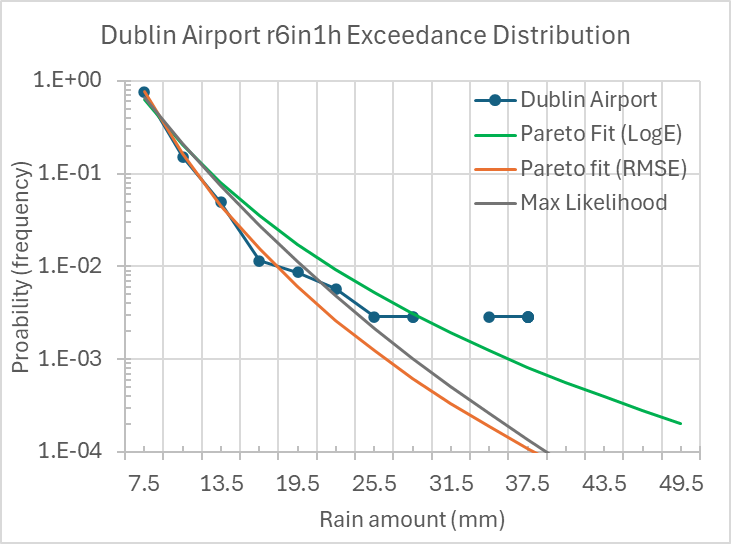 Dublin Airport r6in1h Exceedance Distribution
1.E+00
1.E-01
1.E-02
1.E-03
1.E-04
Proability (frequency)
Dublin Airport
Pareto Fit (LogE)
Pareto fit (RMSE)
Max Likelihood
7.5 13.5 19.5 25.5 31.5 37.5 43.5 49.5
Rain amount (mm)